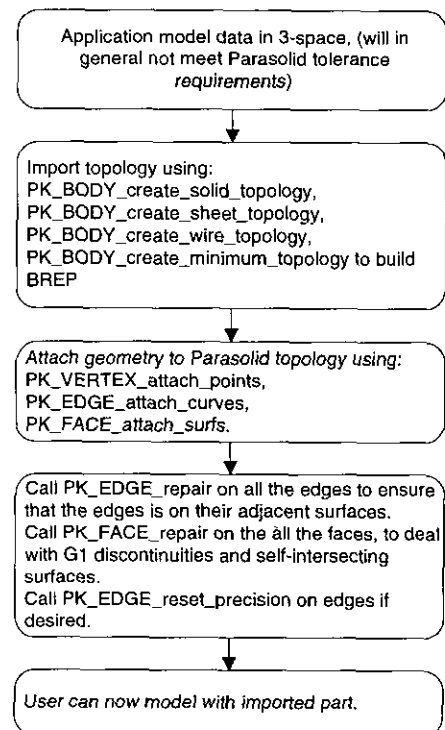 Application model data in 3-space, (will in
general not meet Parasolid tolerance
requirements)
Import topology using:
PK_BODY_create_solid_topology,
PK_BODY_create_sheet_topology,
PK_BODY_create_wire_topology,
PK_BODY_create_minimum_topology to build
BREP
Attach geometry to Parasolid topology using:
PK_VERTEX_attach_points,
PK_EDGE_attach_curves,
PK_FACE_attach_surfs.
Call PK_EDGE_repair on all the edges to ensure
that the edges is on their adjacent surfaces.
Call PK_FACE_repair on the all the faces, to deal
with G1 discontinuities and self-intersecting
surfaces.
Call PK_EDGE_reset_precision on edges if
desired.
User can now model with imported part.